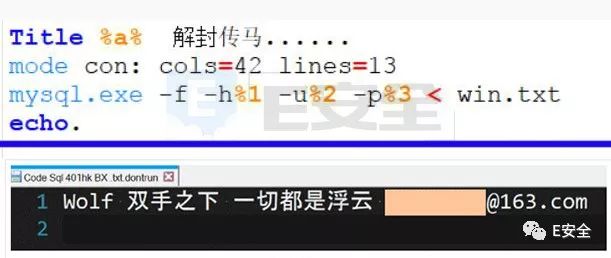 Title %a%  解封传马......
mode con: cols=42 lines=13
mysql.exe -f -h%1 -u%2 -p%3 < win.txt
echo.
E安全
Code Sql 401hk BX .txt.dontrun
1 Wolf 双手之下 一切都是浮云 @163.com
2
E安全